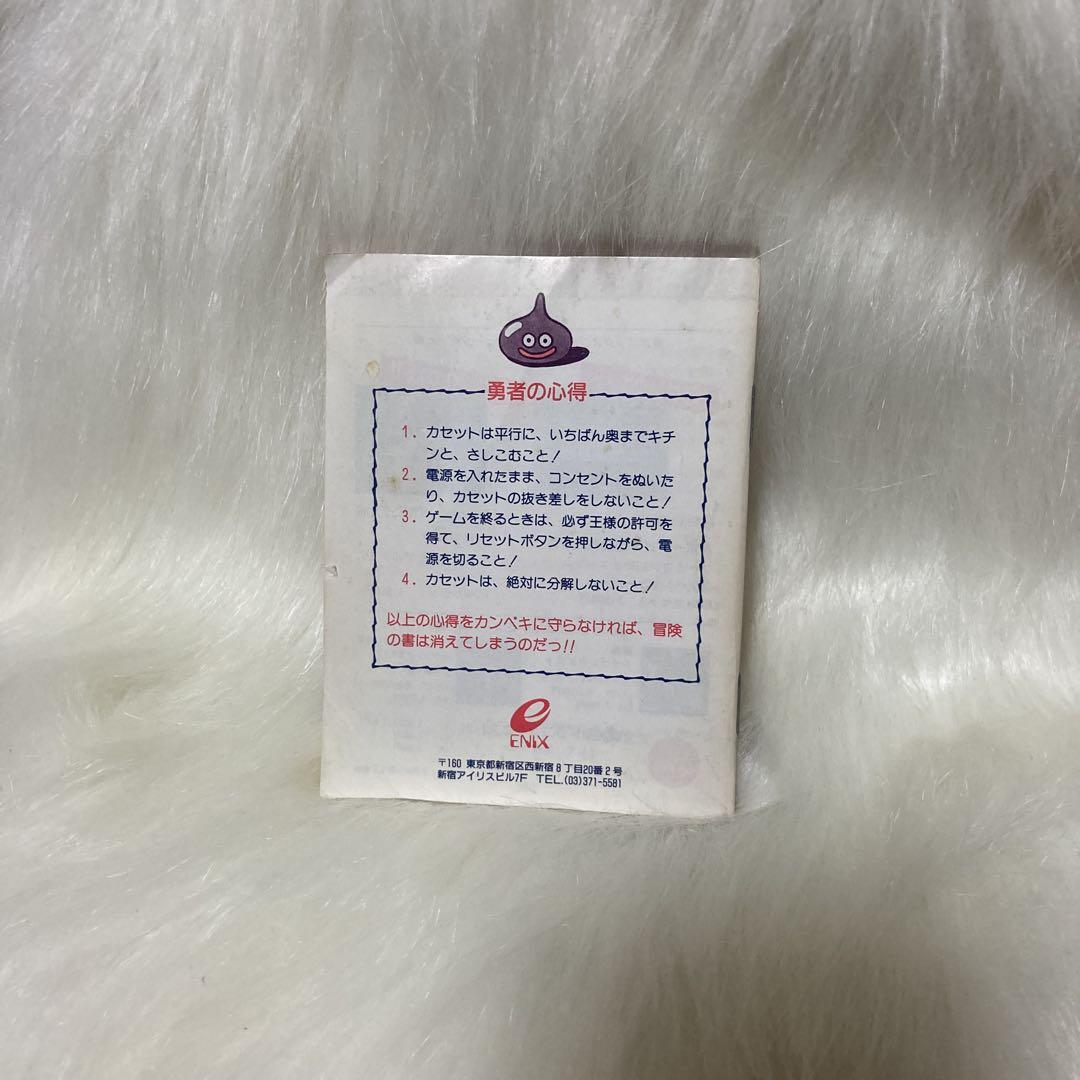 勇者の心得
1. カセットは平行に、いちばん奥までキチ
ンと、さしこむこと!
2. 電源を入れたまま、コンセントをぬいた
り、カセットの抜き差しをしないこと!
3. ゲームを終るときは、必ず王様の許可を
得て、リセットボタンを押しながら、電
源を切ること!
4. カセットは、絶対に分解しないこと!
以上の心得をカンペキに守らなければ、冒険
の書は消えてしまうのだっ!!
e
ENIX
〒160 東京都新宿区西新宿8丁目20番2号
新宿アイリスビル7F TEL.(03)371-5581